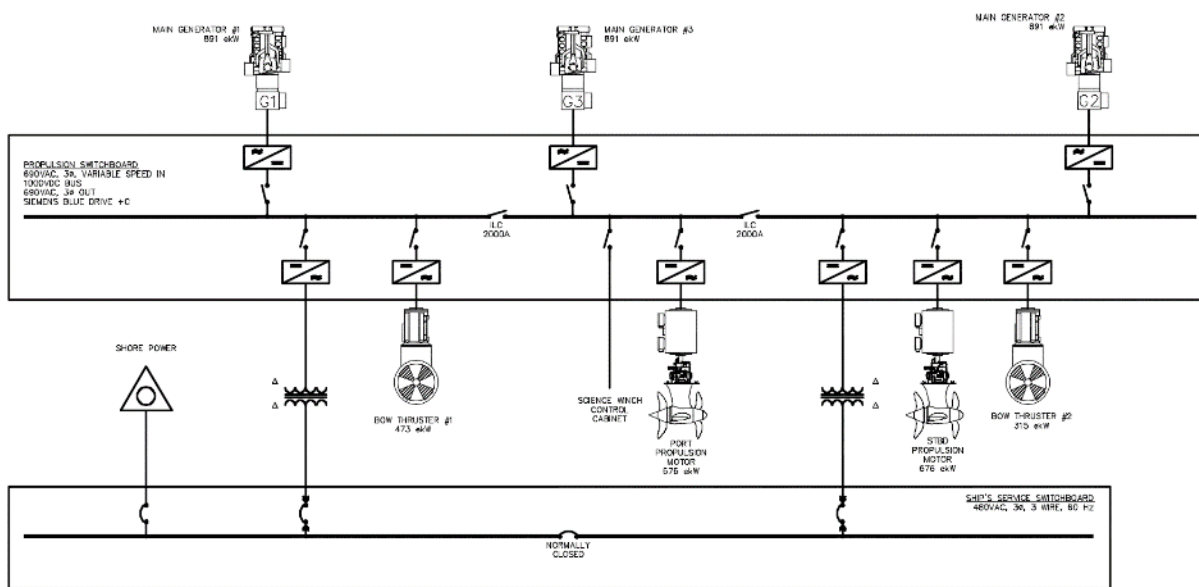 MAIN GENERATOR #1
891 ekW
MAIN GENERATOR #3
891 ekW
MAIN GENERATOR #2
891 ekW
G1
G3
G2
PROPULSION SWITCHBOARD
690VAC, 3ø, VARIABLE SPEED IN
1000VDC BUS
690VAC, 3ø OUT
SIEMENS BLUE DRIVE +C
ILC
2000A
ILC
2000A
SHORE POWER
Δ
Δ
BOW THRUSTER #1
473 ekW
SCIENCE WINCH
CONTROL
CABINET
PORT
PROPULSION
MOTOR
676 ekW
Δ
Δ
STBD
PROPULSION
MOTOR
676 ekW
BOW THRUSTER #2
315 ekW
SHIP'S SERVICE SWITCHBOARD
480VAC, 3ø, 3 WIRE, 60 Hz
NORMALLY
CLOSED